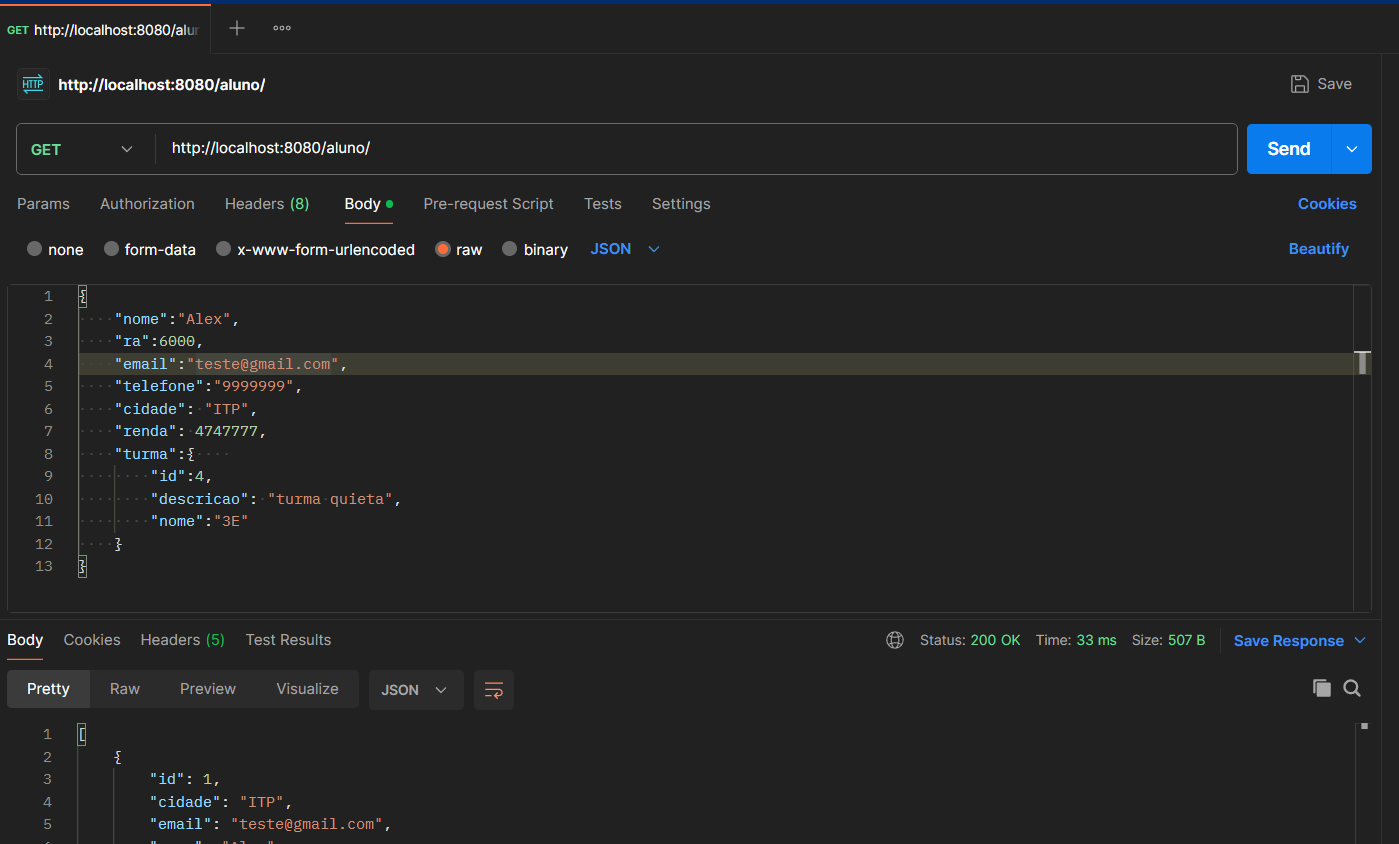 GET http://localhost:8080/alu
HTTP http://localhost:8080/aluno/ Save
GET http://localhost:8080/aluno/ Send
Params Authorization Headers (8) Body Pre-request Script Tests Settings Cookies
none form-data x-www-form-urlencoded raw binary JSON Beautify
1 {
2 "nome":"Alex",
3 "ra":6000,
4 "email":"teste@gmail.com",
5 "telefone":"9999999",
6 "cidade": "ITP",
7 "renda": 4747777,
8 "turma":{
9 "id":4,
10 "descricao": "turma quieta",
11 "nome":"3E"
12 }
13 }
Body Cookies Headers (5) Test Results Status: 200 OK Time: 33 ms Size: 507 B Save Response
Pretty Raw Preview Visualize JSON
1 [
2 {
3 "id": 1,
4 "cidade": "ITP",
5 "email": "teste@gmail.com",